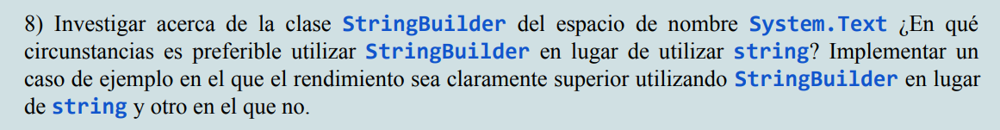 8) Investigar acerca de la clase StringBuilder del espacio de nombre System.Text ¿En qué
circunstancias es preferible utilizar StringBuilder en lugar de utilizar string? Implementar un
caso de ejemplo en el que el rendimiento sea claramente superior utilizando StringBuilder en lugar
de string y otro en el que no.